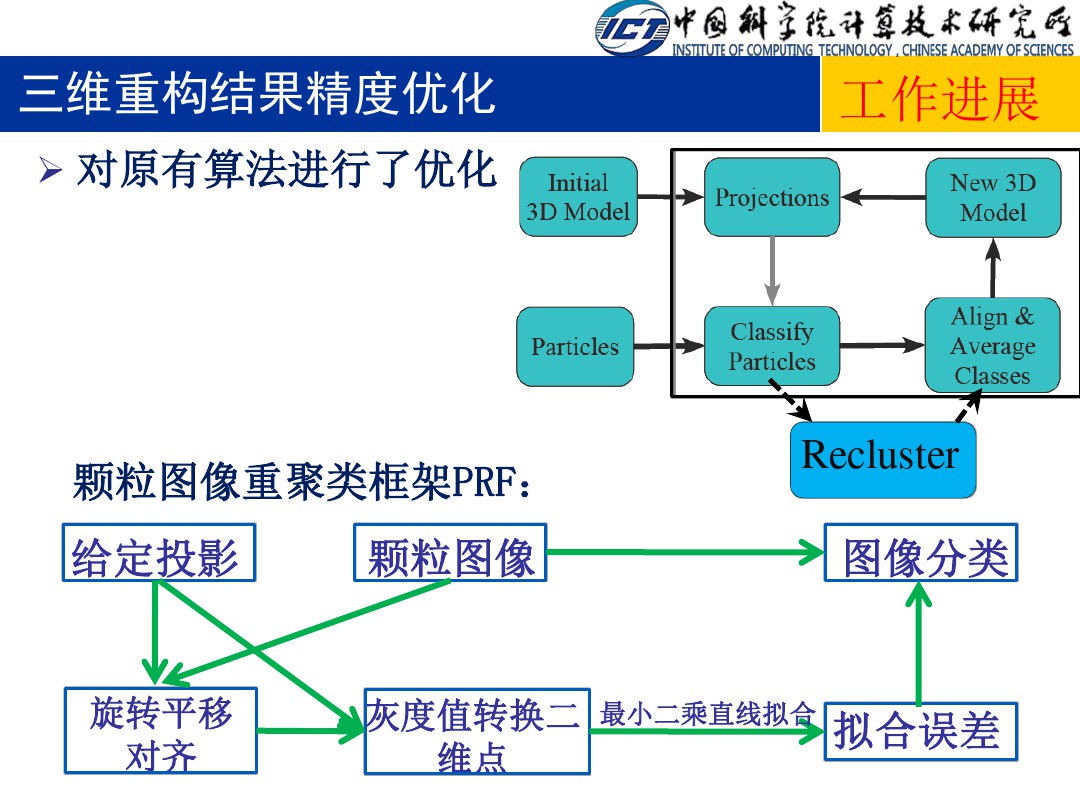 ICT
中国科学院计算技术研究所
INSTITUTE OF COMPUTING TECHNOLOGY , CHINESE ACADEMY OF SCIENCES
三维重构结果精度优化
工作进展
➢ 对原有算法进行了优化
Initial
3D Model
Projections
New 3D
Model
Particles
Classify
Particles
Align &
Average
Classes
Recluster
颗粒图像重聚类框架PRF：
给定投影
颗粒图像
图像分类
旋转平移
对齐
灰度值转换二
维点
最小二乘直线拟合
拟合误差